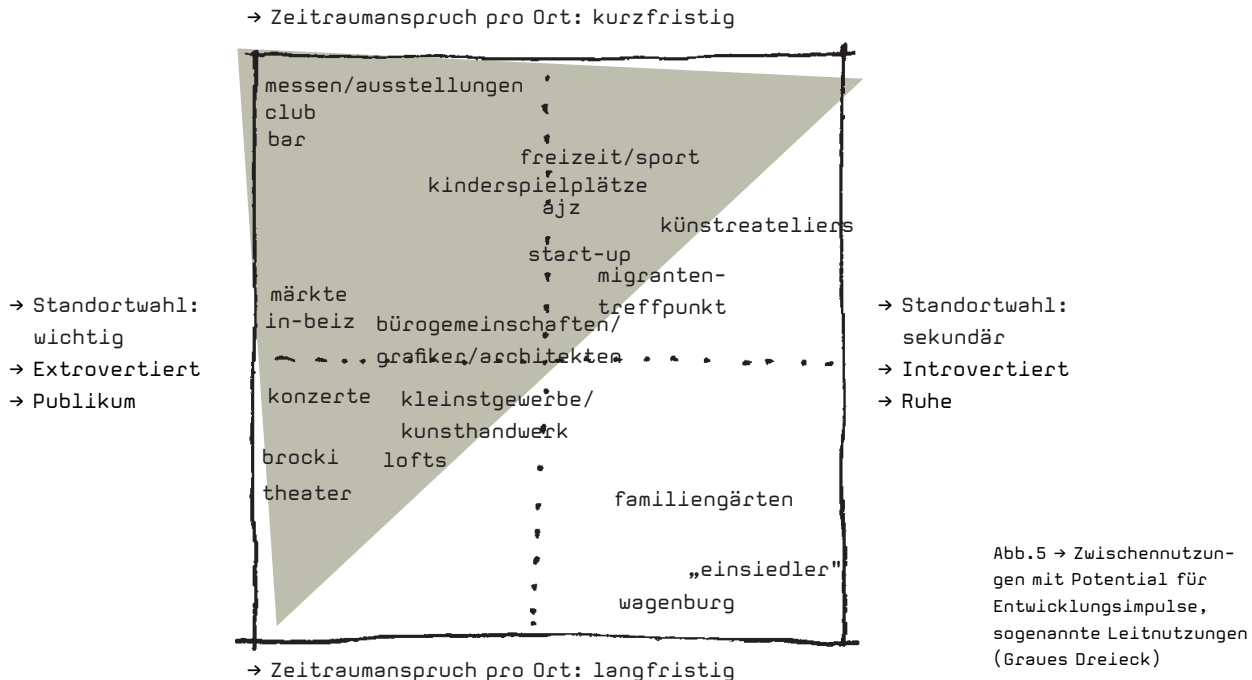 → Zeitraumanspruch pro Ort: kurzfristig
messen/ausstellungen
club
bar
freizeit/sport
kinderspielplätze
ajz
künstreateliers
start-up
migranten-
treffpunkt
märkte
in-beiz
bürogemeinschaften/
grafiker/architekten
→ Standortwahl:
wichtig
→ Extrovertiert
→ Publikum
→ Standortwahl:
sekundär
→ Introvertiert
→ Ruhe
konzerte
kleinstgewerbe/
kunsthandwerk
brocki
lofts
theater
familiengärten
„einsiedler"
wagenburg
→ Zeitraumanspruch pro Ort: langfristig
Abb.5 → Zwischennutzun-
gen mit Potential für
Entwicklungsimpulse,
sogenannte Leitnutzungen
(Graues Dreieck)